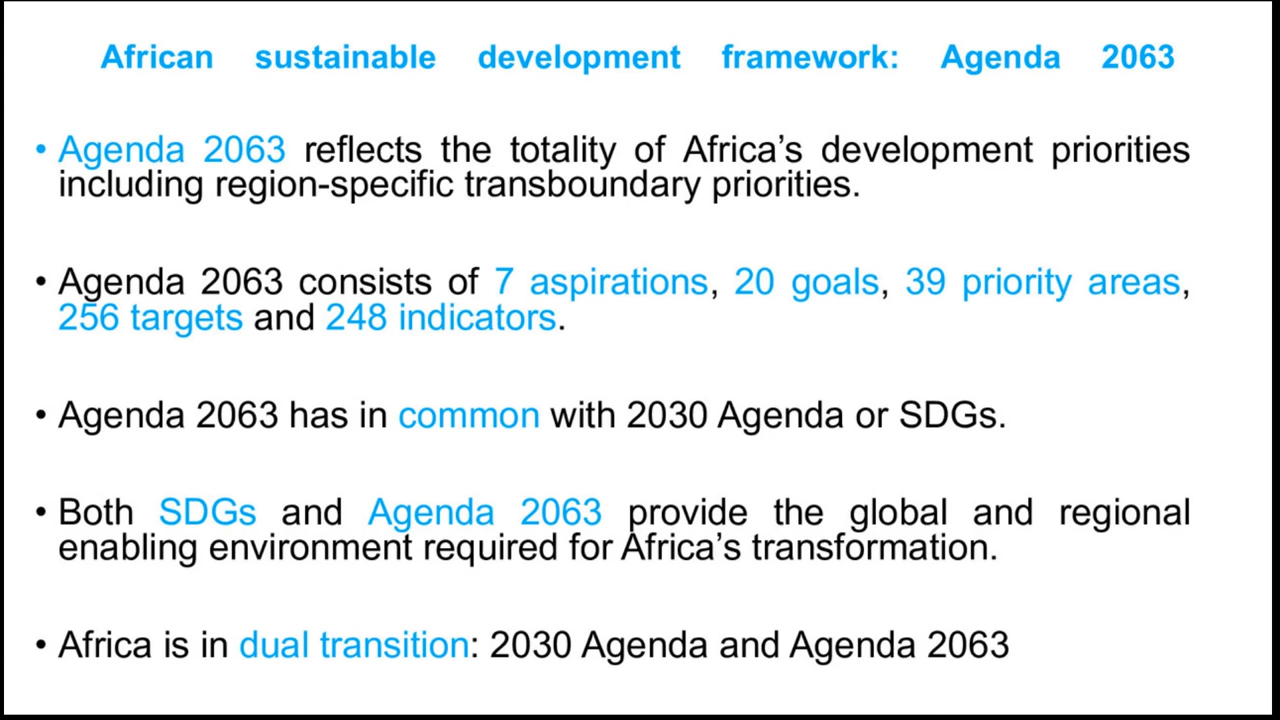 African sustainable development framework: Agenda 2063
• Agenda 2063 reflects the totality of Africa’s development priorities
including region-specific transboundary priorities.
• Agenda 2063 consists of 7 aspirations, 20 goals, 39 priority areas,
256 targets and 248 indicators.
• Agenda 2063 has in common with 2030 Agenda or SDGs.
• Both SDGs and Agenda 2063 provide the global and regional
enabling environment required for Africa’s transformation.
• Africa is in dual transition: 2030 Agenda and Agenda 2063